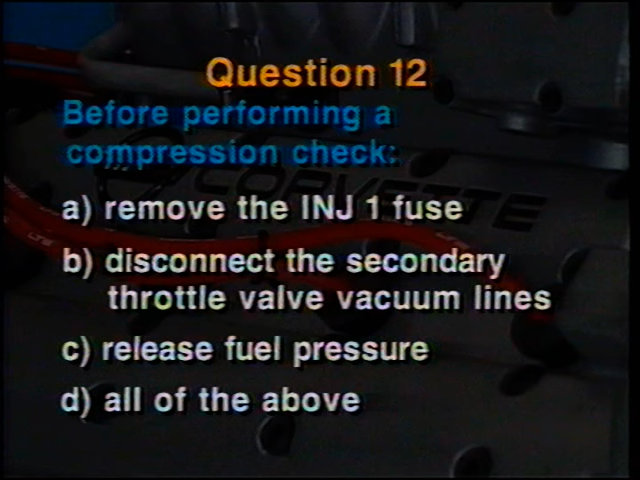 Question 12
Before performing a
compression check:
CORVETTE
a) remove the INJ 1 fuse
b) disconnect the secondary
throttle valve vacuum lines
c) release fuel pressure
d) all of the above